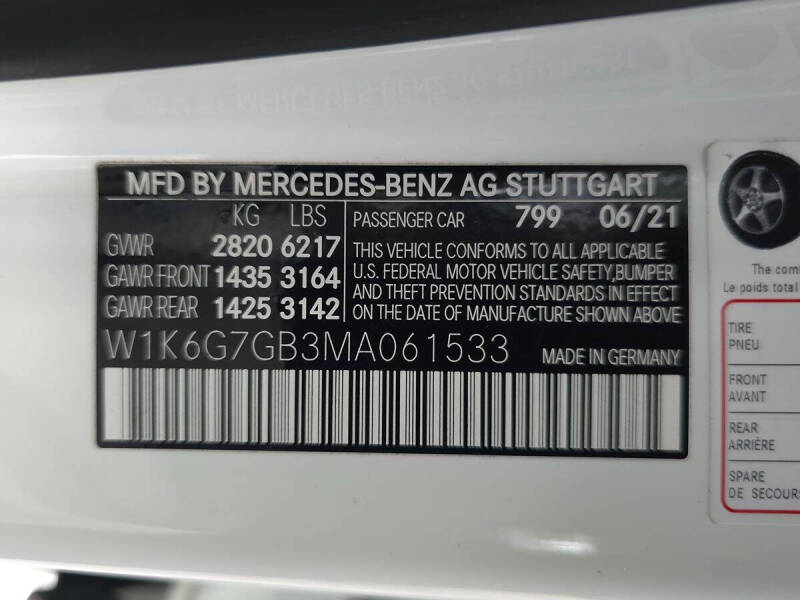 MFD BY MERCEDES-BENZ AG STUTTGART
KG LBS
GVWR 2820 6217
GAWR FRONT 1435 3164
GAWR REAR 1425 3142
PASSENGER CAR 799 06/21
THIS VEHICLE CONFORMS TO ALL APPLICABLE
U.S. FEDERAL MOTOR VEHICLE SAFETY,BUMPER
AND THEFT PREVENTION STANDARDS IN EFFECT
ON THE DATE OF MANUFACTURE SHOWN ABOVE
W1K6G7GB3MA061533 MADE IN GERMANY
The
Le poids total
TIRE
PNEU
FRONT
AVANT
REAR
ARRIÈRE
SPARE
DE SECOURS